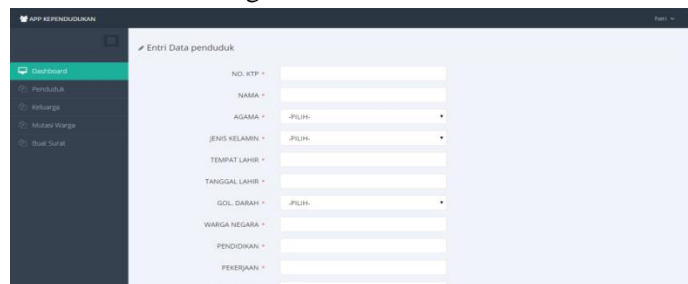 APP KEPENDUDUKAN
heri
Entri Data penduduk
Dashboard
Penduduk
Keluarga
Mutasi Warga
Buat Surat
NO. KTP *
NAMA *
AGAMA * -PILIH-
JENIS KELAMIN * -PILIH-
TEMPAT LAHIR *
TANGGAL LAHIR *
GOL. DARAH * -PILIH-
WARGA NEGARA *
PENDIDIKAN *
PEKERJAAN *